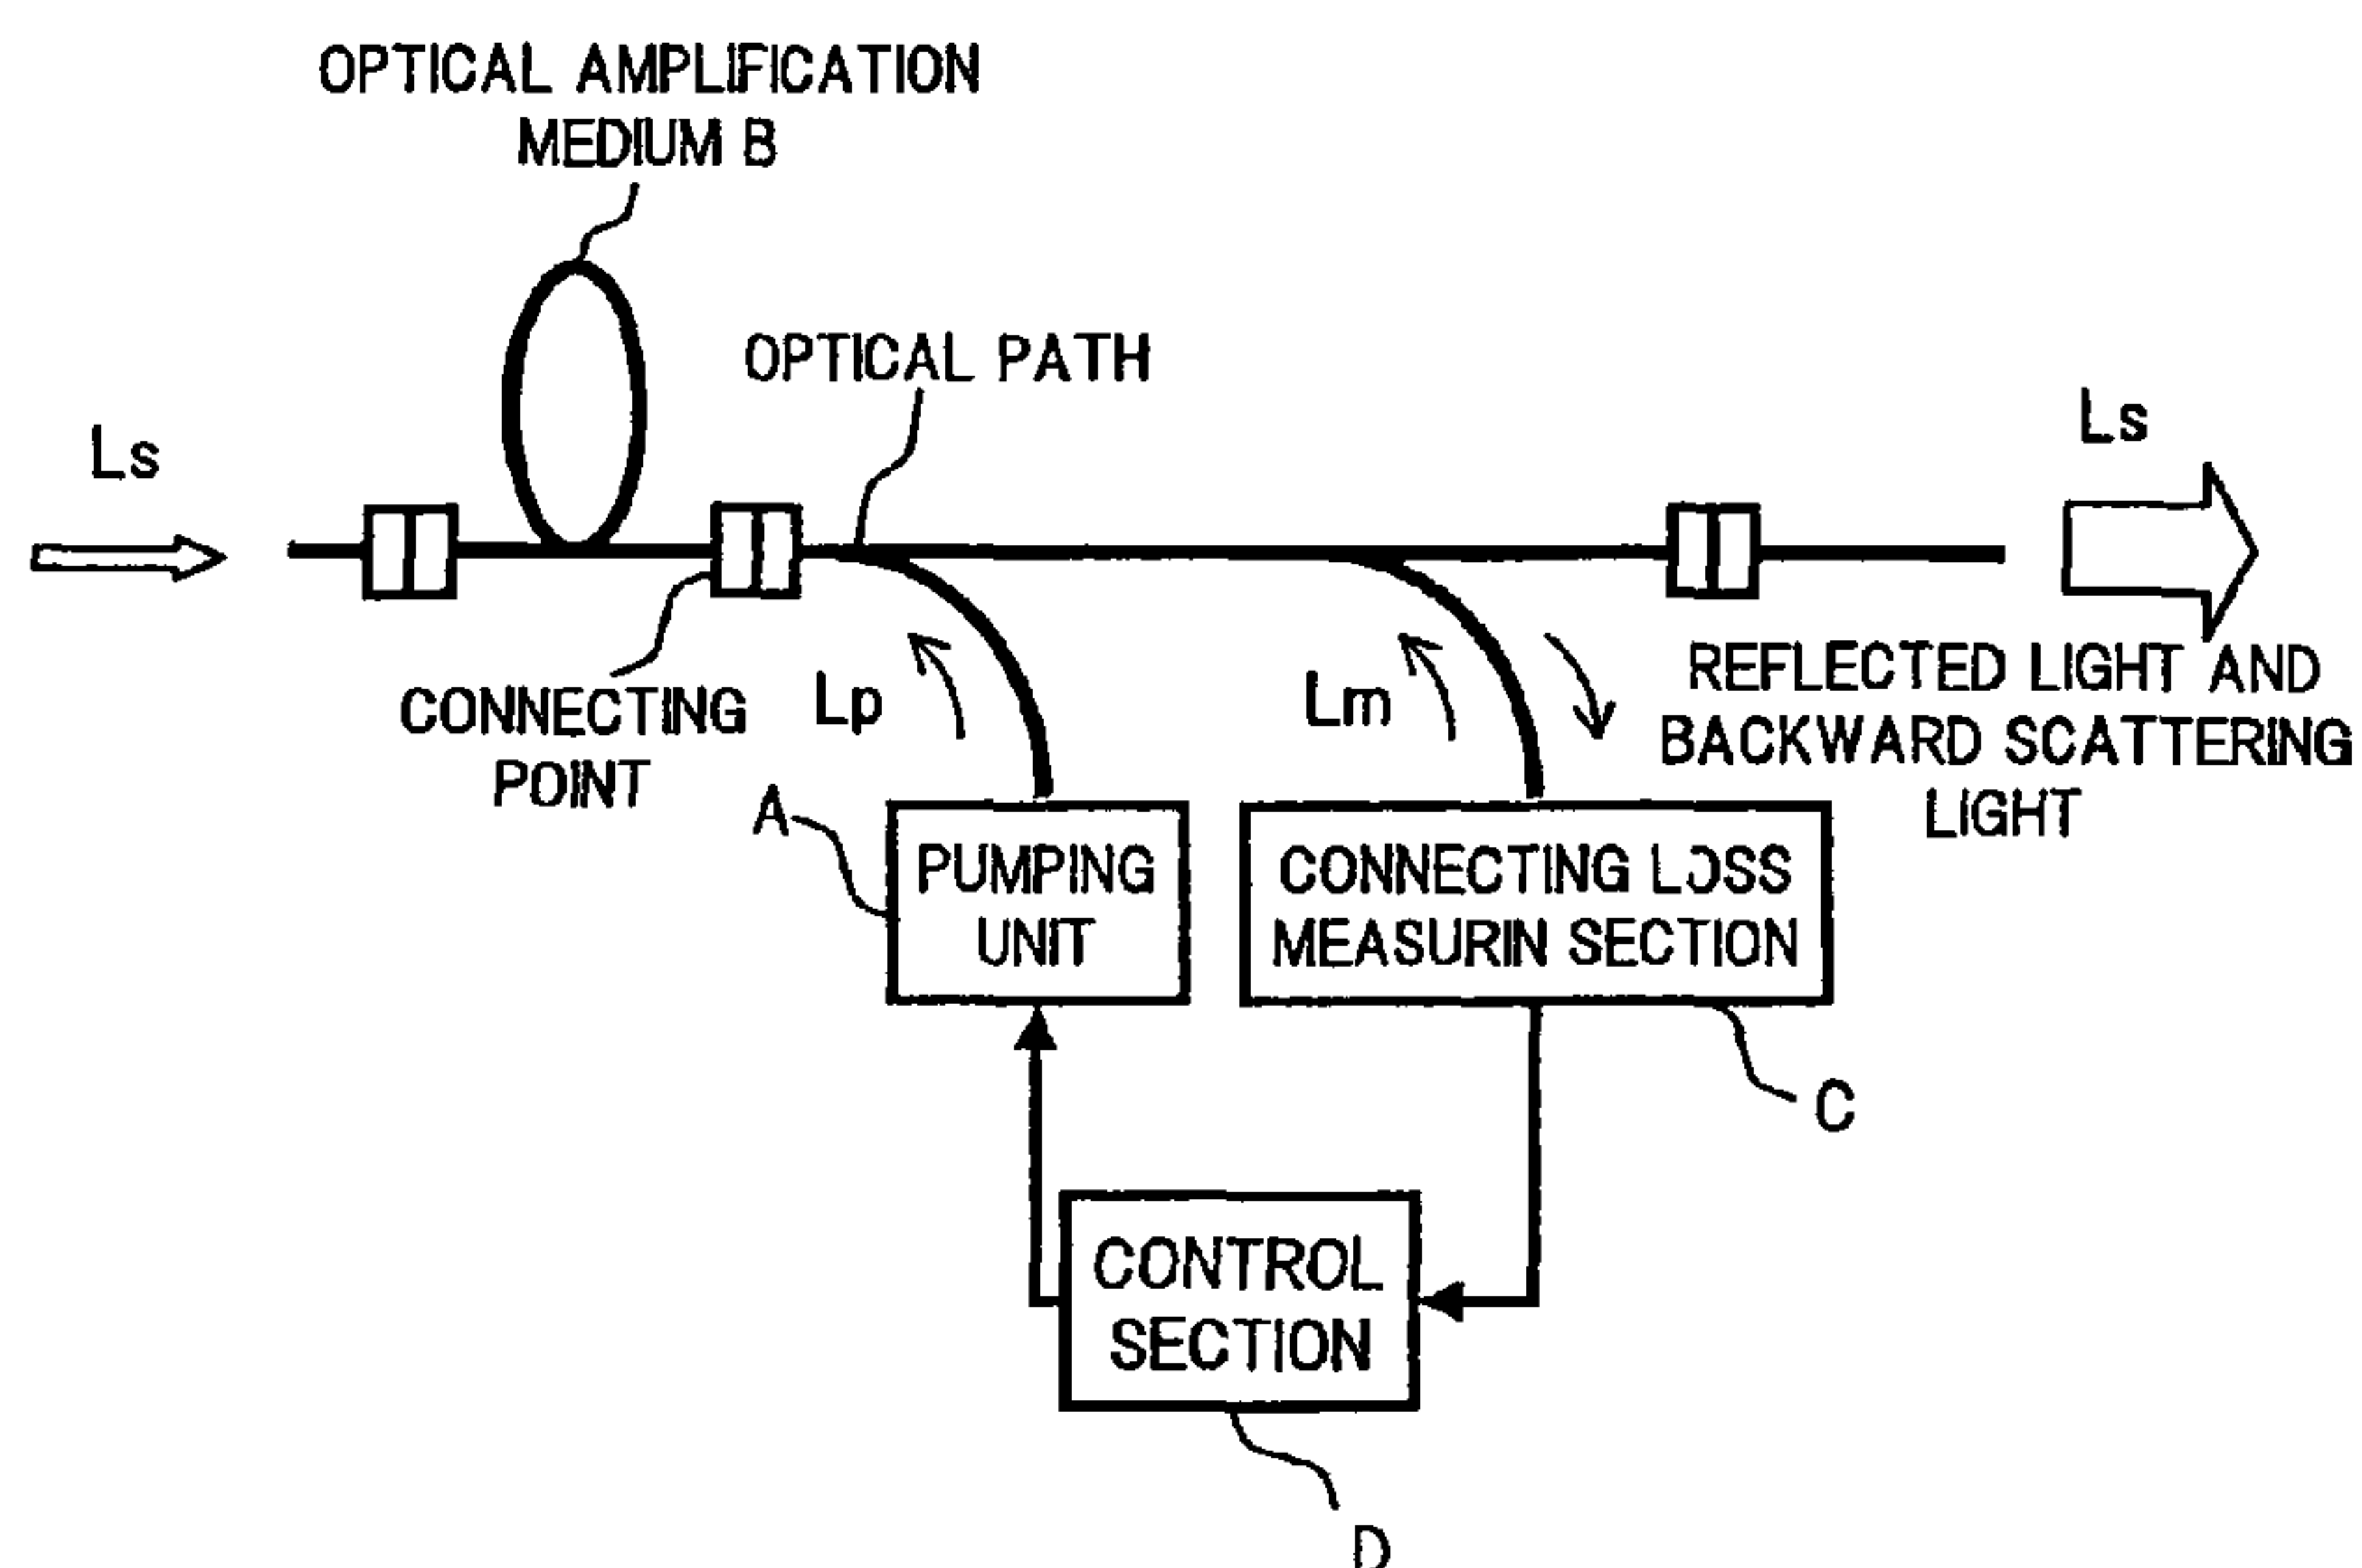 OPTICAL AMPLIFICATION
MEDIUM B
OPTICAL PATH
Ls
Ls
CONNECTING
POINT
Lp
Lm
REFLECTED LIGHT AND
BACKWARD SCATTERING
LIGHT
A
PUMPING
UNIT
CONNECTING LOSS
MEASURIN SECTION
C
CONTROL
SECTION
D